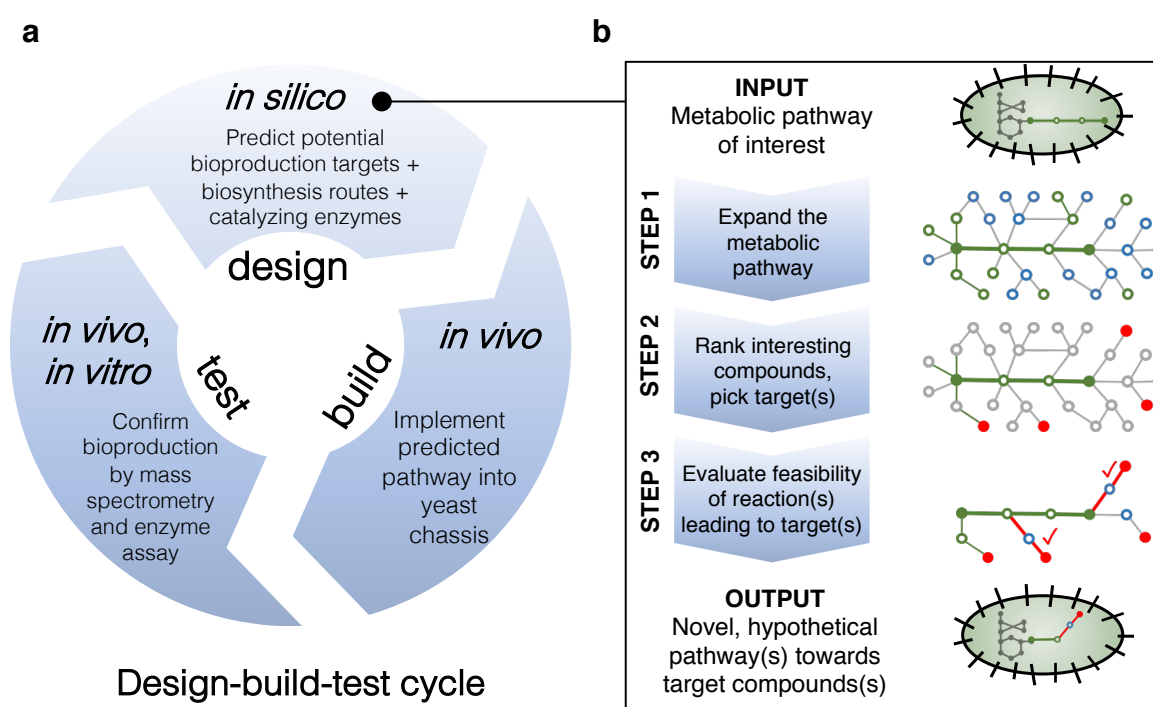 a
in silico
Predict potential
bioproduction targets +
biosynthesis routes +
catalyzing enzymes
design
in vivo
build
Implement
predicted
pathway into
yeast
chassis
in vivo,
in vitro
test
Confirm
bioproduction
by mass
spectrometry
and enzyme
assay
Design-build-test cycle
b
INPUT
Metabolic pathway
of interest
STEP 1
Expand the
metabolic
pathway
STEP 2
Rank interesting
compounds,
pick target(s)
STEP 3
Evaluate feasibility
of reaction(s)
leading to target(s)
OUTPUT
Novel, hypothetical
pathway(s) towards
target compounds(s)